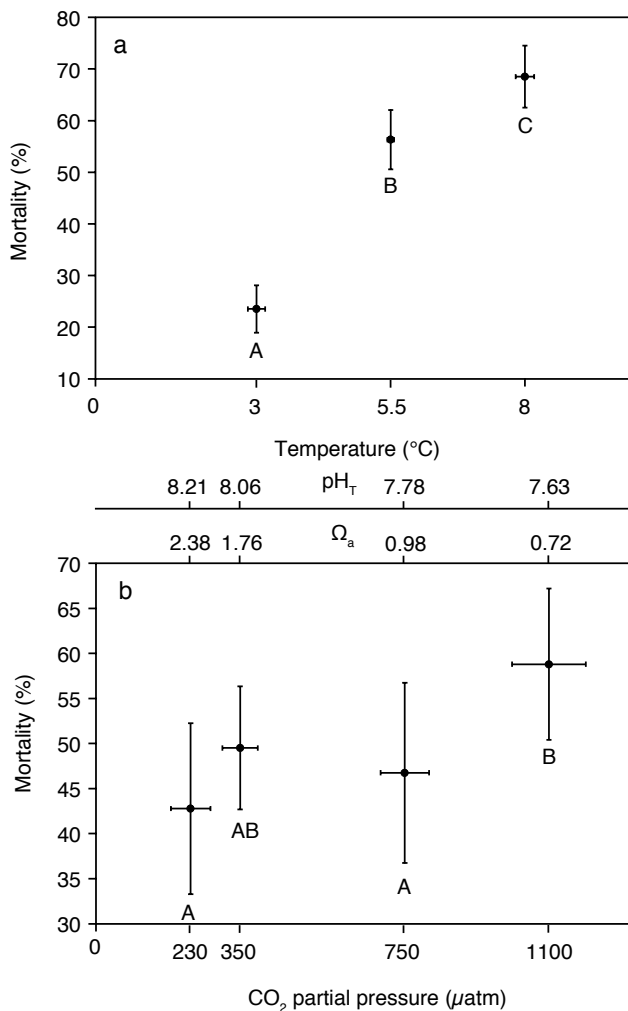 a
Mortality (%)
80
70
60
50
40
30
20
10
A
B
C
0 3 5.5 8
Temperature (°C)
8.21 8.06 pH_T 7.78 7.63
2.38 1.76 Ω_a 0.98 0.72
b
Mortality (%)
70
65
60
55
50
45
40
35
30
A
AB
A
B
0 230 350 750 1100
CO₂ partial pressure (µatm)